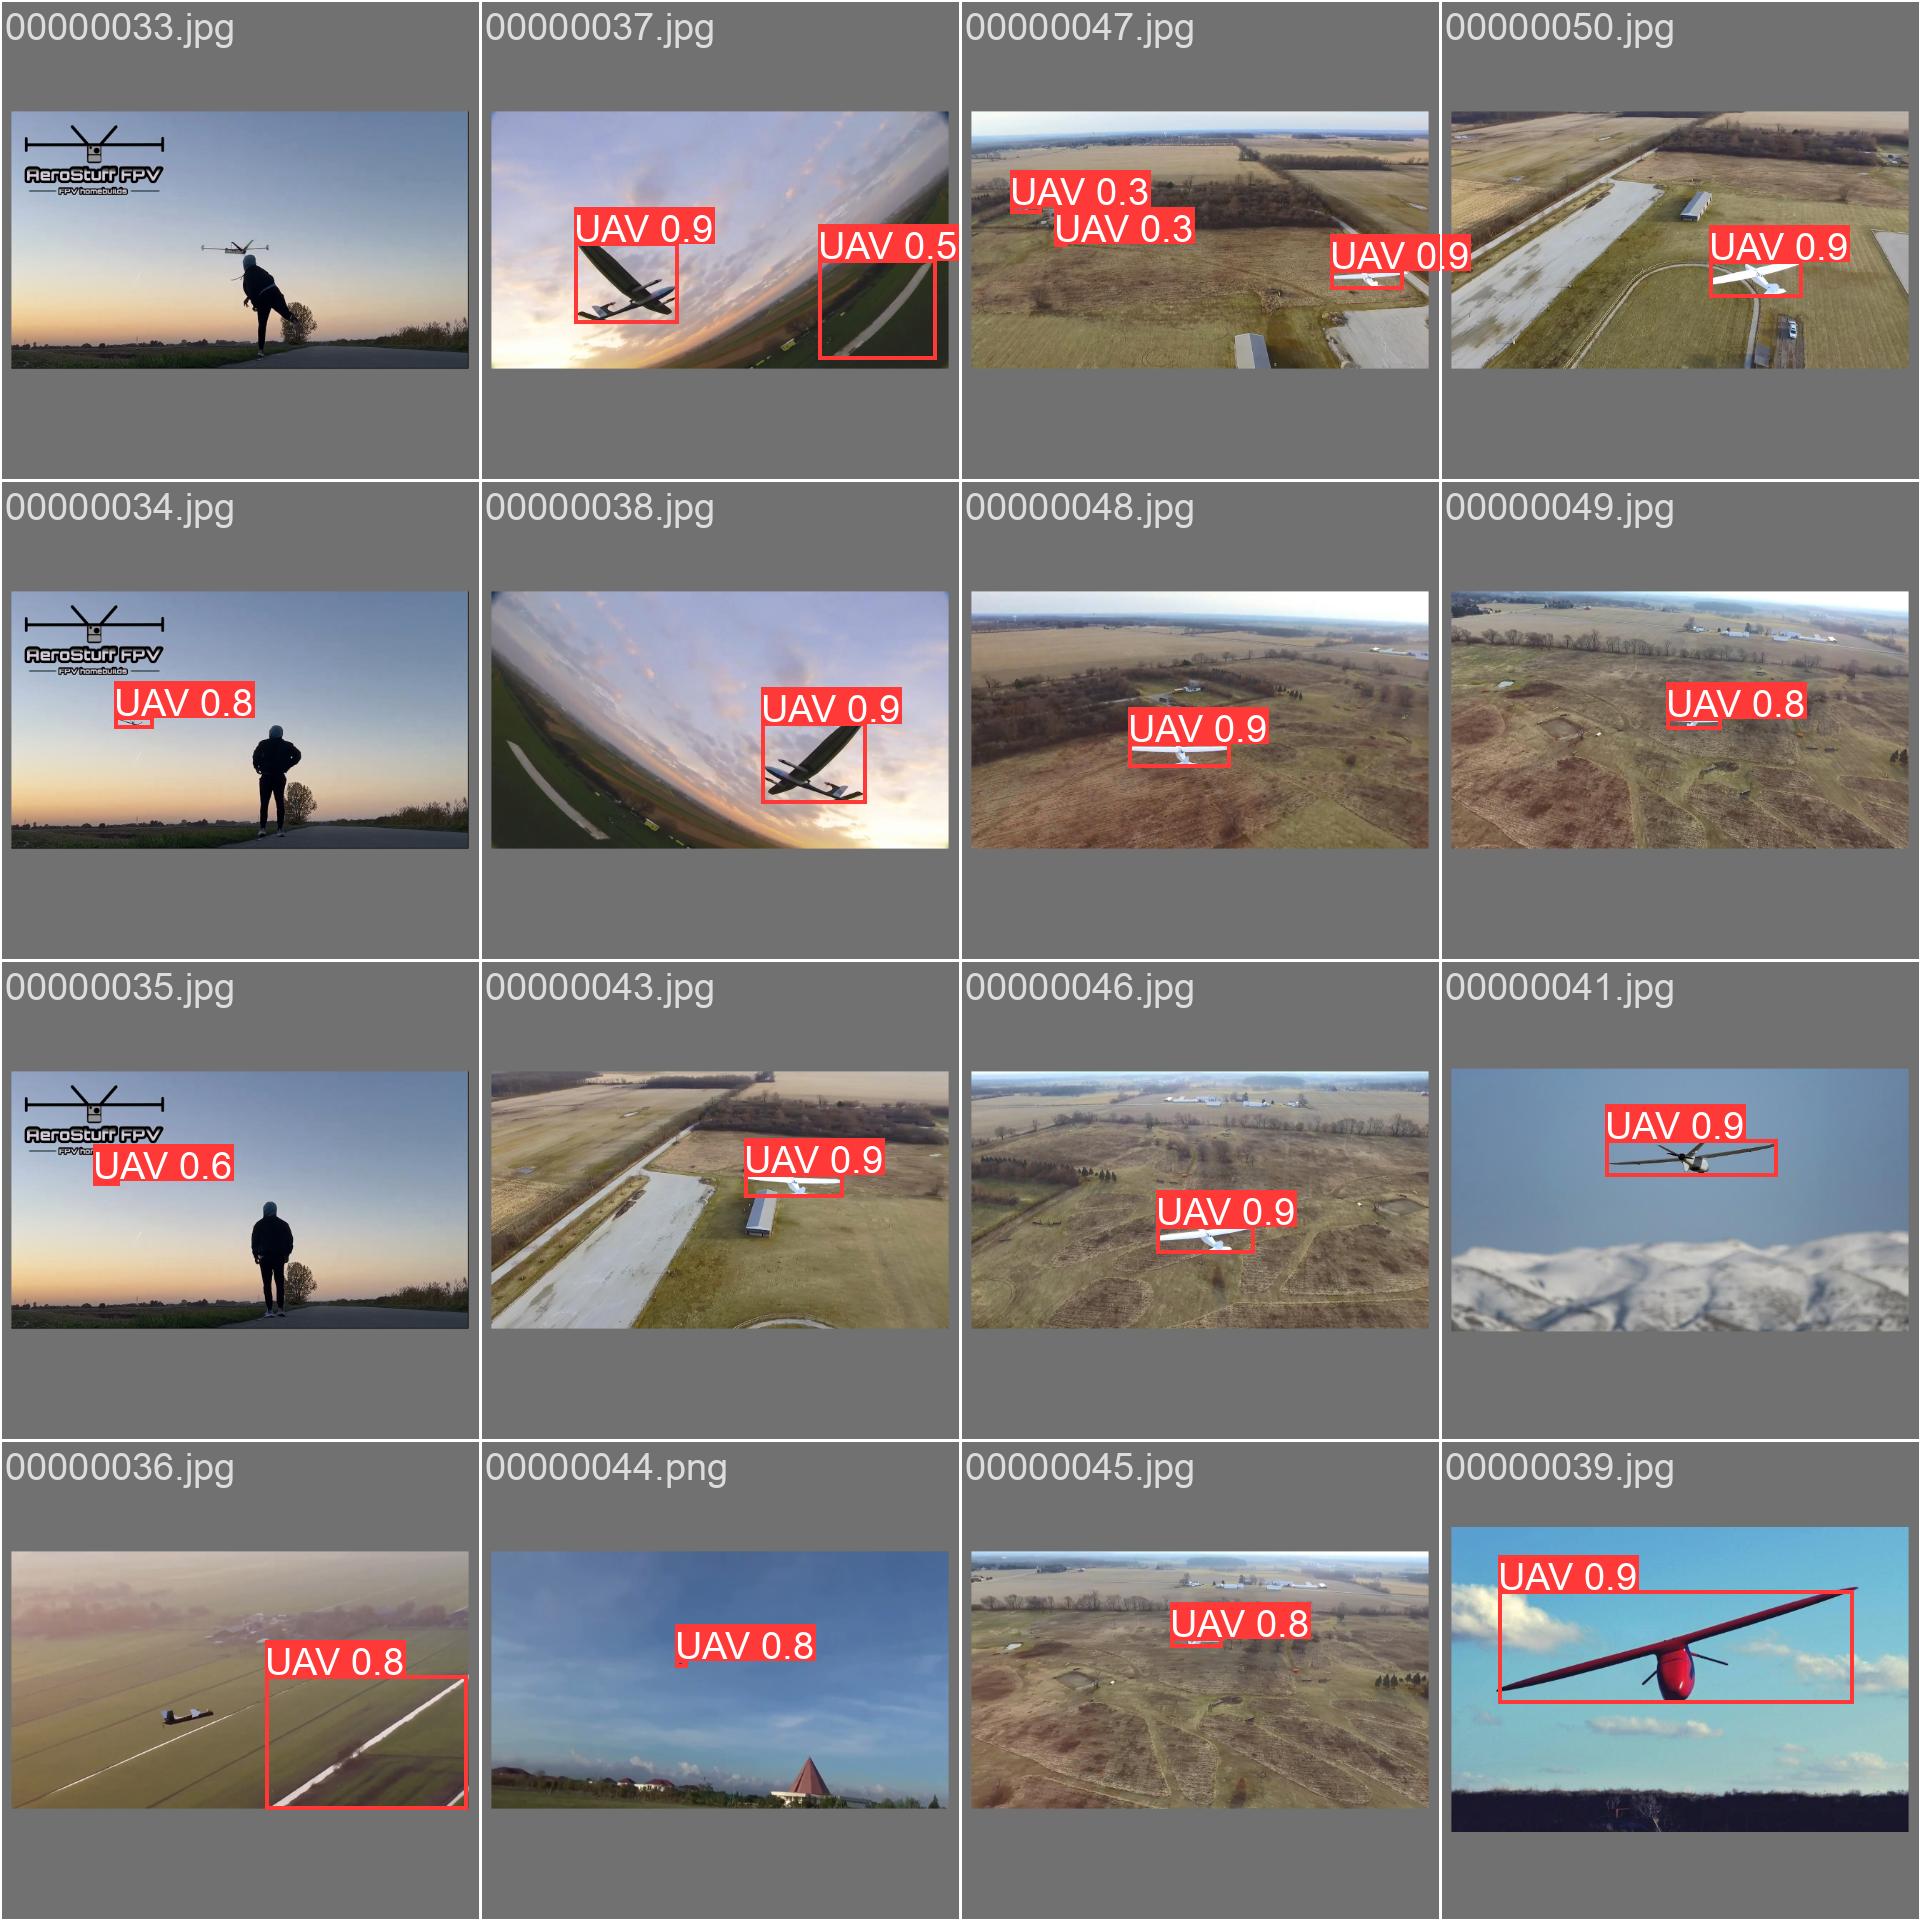 00000033.jpg
AeroStuff FPV
FPV homebuilds
00000037.jpg
UAV 0.9
UAV 0.5
00000047.jpg
UAV 0.3
UAV 0.3
UAV 0.9
00000050.jpg
UAV 0.9
00000034.jpg
AeroStuff FPV
FPV homebuilds
UAV 0.8
00000038.jpg
UAV 0.9
00000048.jpg
UAV 0.9
00000049.jpg
UAV 0.8
00000035.jpg
AeroStuff FPV
UAV 0.6
00000043.jpg
UAV 0.9
00000046.jpg
UAV 0.9
00000041.jpg
UAV 0.9
00000036.jpg
UAV 0.8
00000044.png
UAV 0.8
00000045.jpg
UAV 0.8
00000039.jpg
UAV 0.9